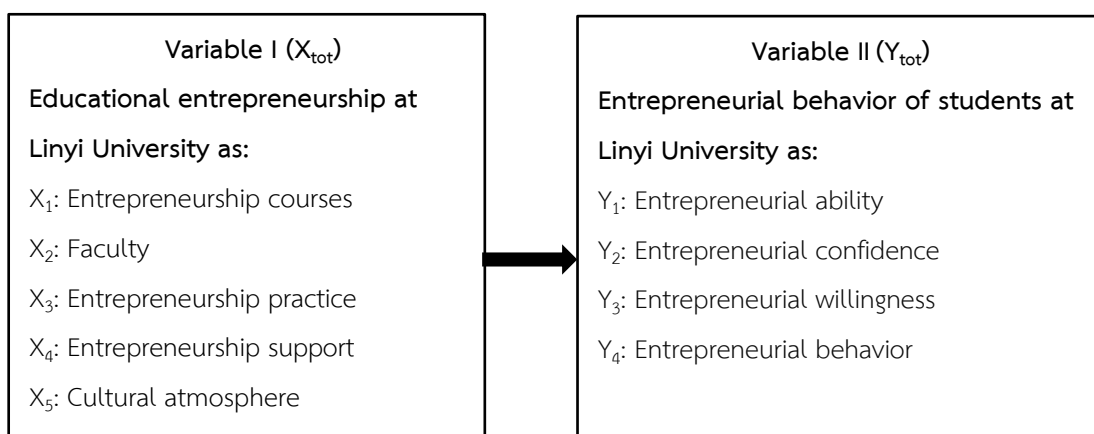 Variable I (Xtot)
Educational entrepreneurship at
Linyi University as:
X1: Entrepreneurship courses
X2: Faculty
X3: Entrepreneurship practice
X4: Entrepreneurship support
X5: Cultural atmosphere
Variable II (Ytot)
Entrepreneurial behavior of students at
Linyi University as:
Y1: Entrepreneurial ability
Y2: Entrepreneurial confidence
Y3: Entrepreneurial willingness
Y4: Entrepreneurial behavior